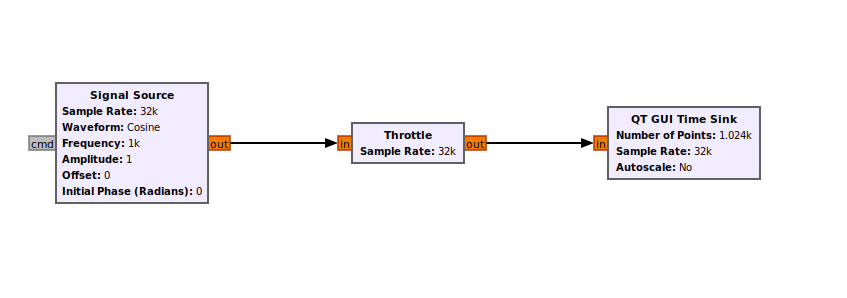 Signal Source
Sample Rate: 32k
Waveform: Cosine
cmd
Frequency: 1k
out
Amplitude: 1
Offset: 0
Initial Phase (Radians): 0
in
Throttle
Sample Rate: 32k
out
in
QT GUI Time Sink
Number of Points: 1.024k
Sample Rate: 32k
Autoscale: No